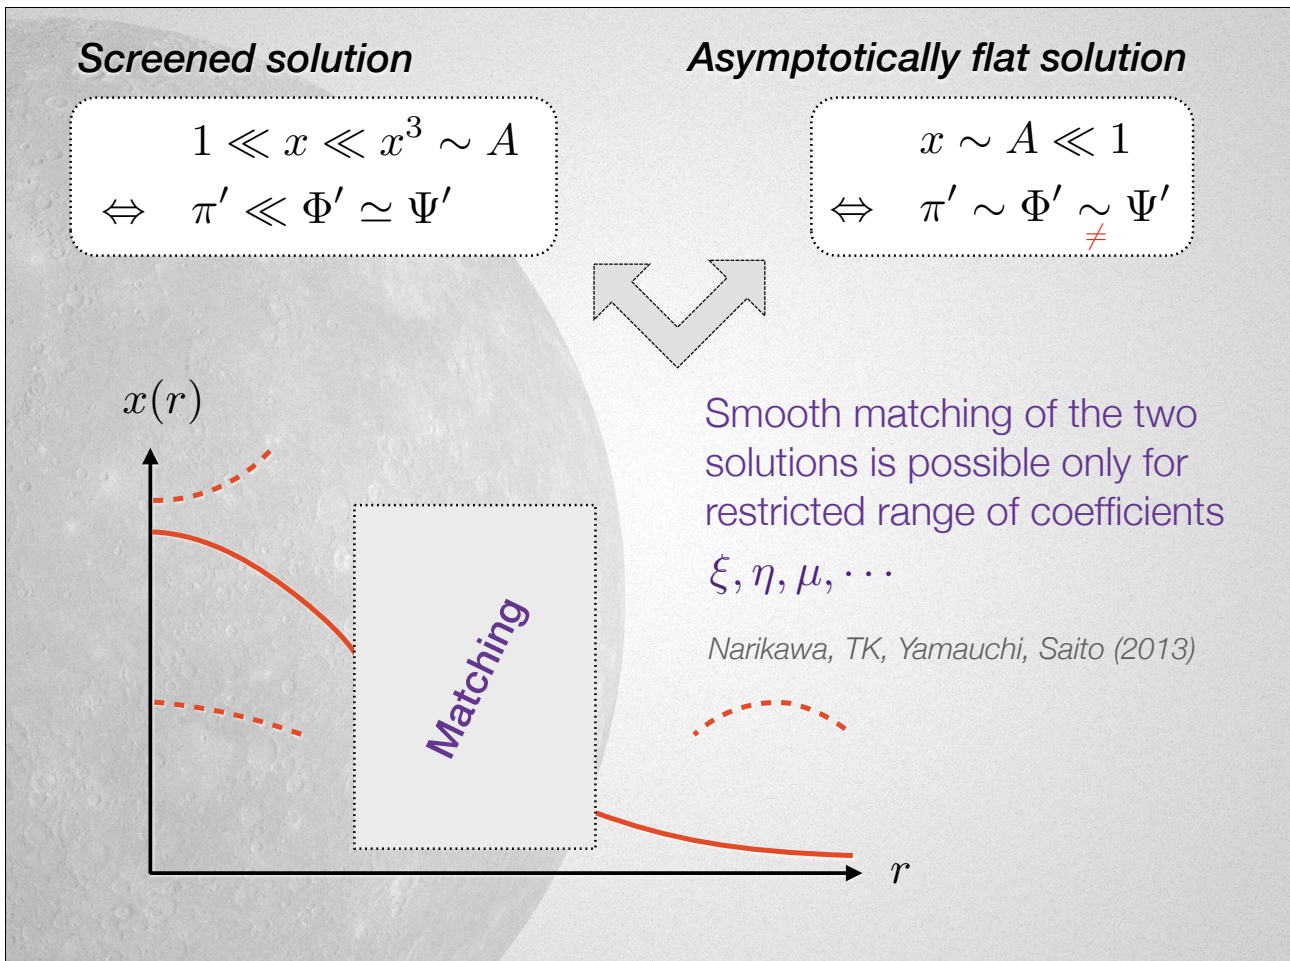 Screened solution
1 ≪ x ≪ x³ ∼ A
⇔ π′ ≪ Φ′ ≃ Ψ′
Asymptotically flat solution
x ∼ A ≪ 1
⇔ π′ ∼ Φ′ ∼ Ψ′
≠
x(r)
Matching
r
Smooth matching of the two
solutions is possible only for
restricted range of coefficients
ξ, η, μ, ⋯
Narikawa, TK, Yamauchi, Saito (2013)